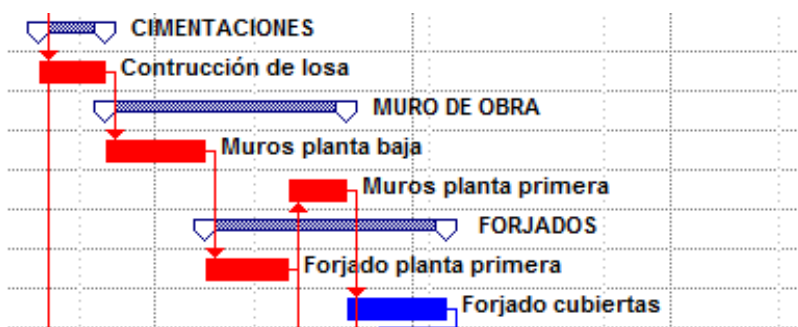 CIMENTACIONES
Contrucción de losa
MURO DE OBRA
Muros planta baja
Muros planta primera
FORJADOS
Forjado planta primera
Forjado cubiertas